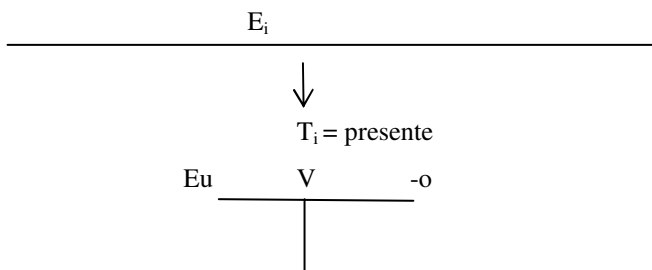 Ei
Ti = presente
Eu V -o